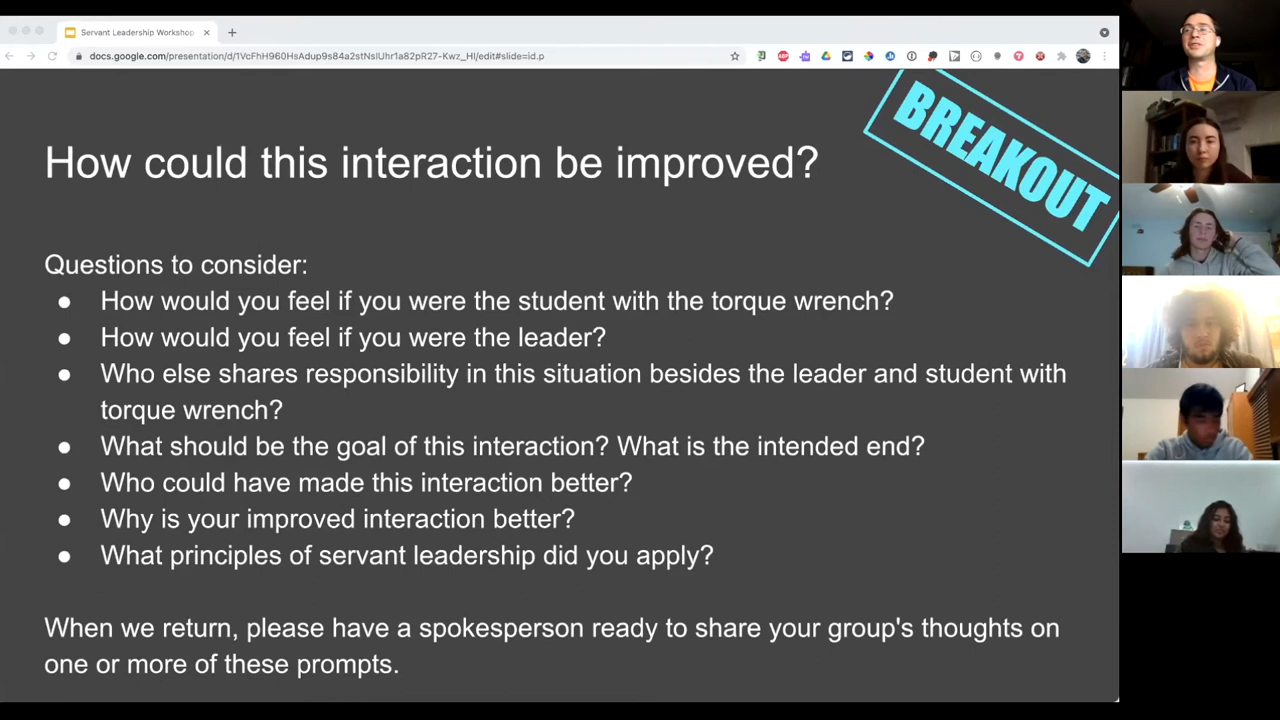 Servant Leadership Workshop
docs.google.com/presentation/d/1VcFhH960HsAdup9s84a2stNsIUhr1a82pR27-Kwz_HI/edit#slide=id.p
BREAKOUT
How could this interaction be improved?
Questions to consider:
● How would you feel if you were the student with the torque wrench?
● How would you feel if you were the leader?
● Who else shares responsibility in this situation besides the leader and student with
torque wrench?
● What should be the goal of this interaction? What is the intended end?
● Who could have made this interaction better?
● Why is your improved interaction better?
● What principles of servant leadership did you apply?
When we return, please have a spokesperson ready to share your group's thoughts on
one or more of these prompts.